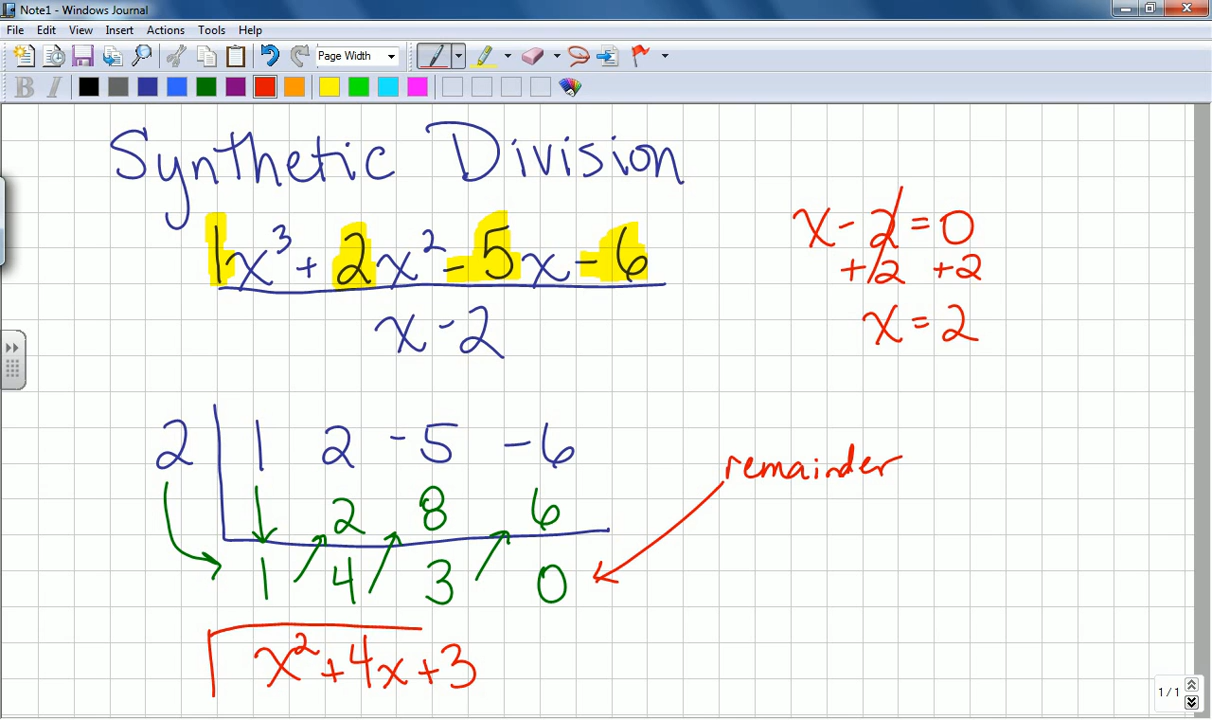 Note1 - Windows Journal
File Edit View Insert Actions Tools Help
Page Width
B I
Synthetic Division
1x³ + 2x² - 5x - 6
x - 2
x - 2 = 0
+2 +2
x = 2
2 1 2 -5 -6
2 8 6
1 4 3 0
remainder
x² + 4x + 3
1 / 1